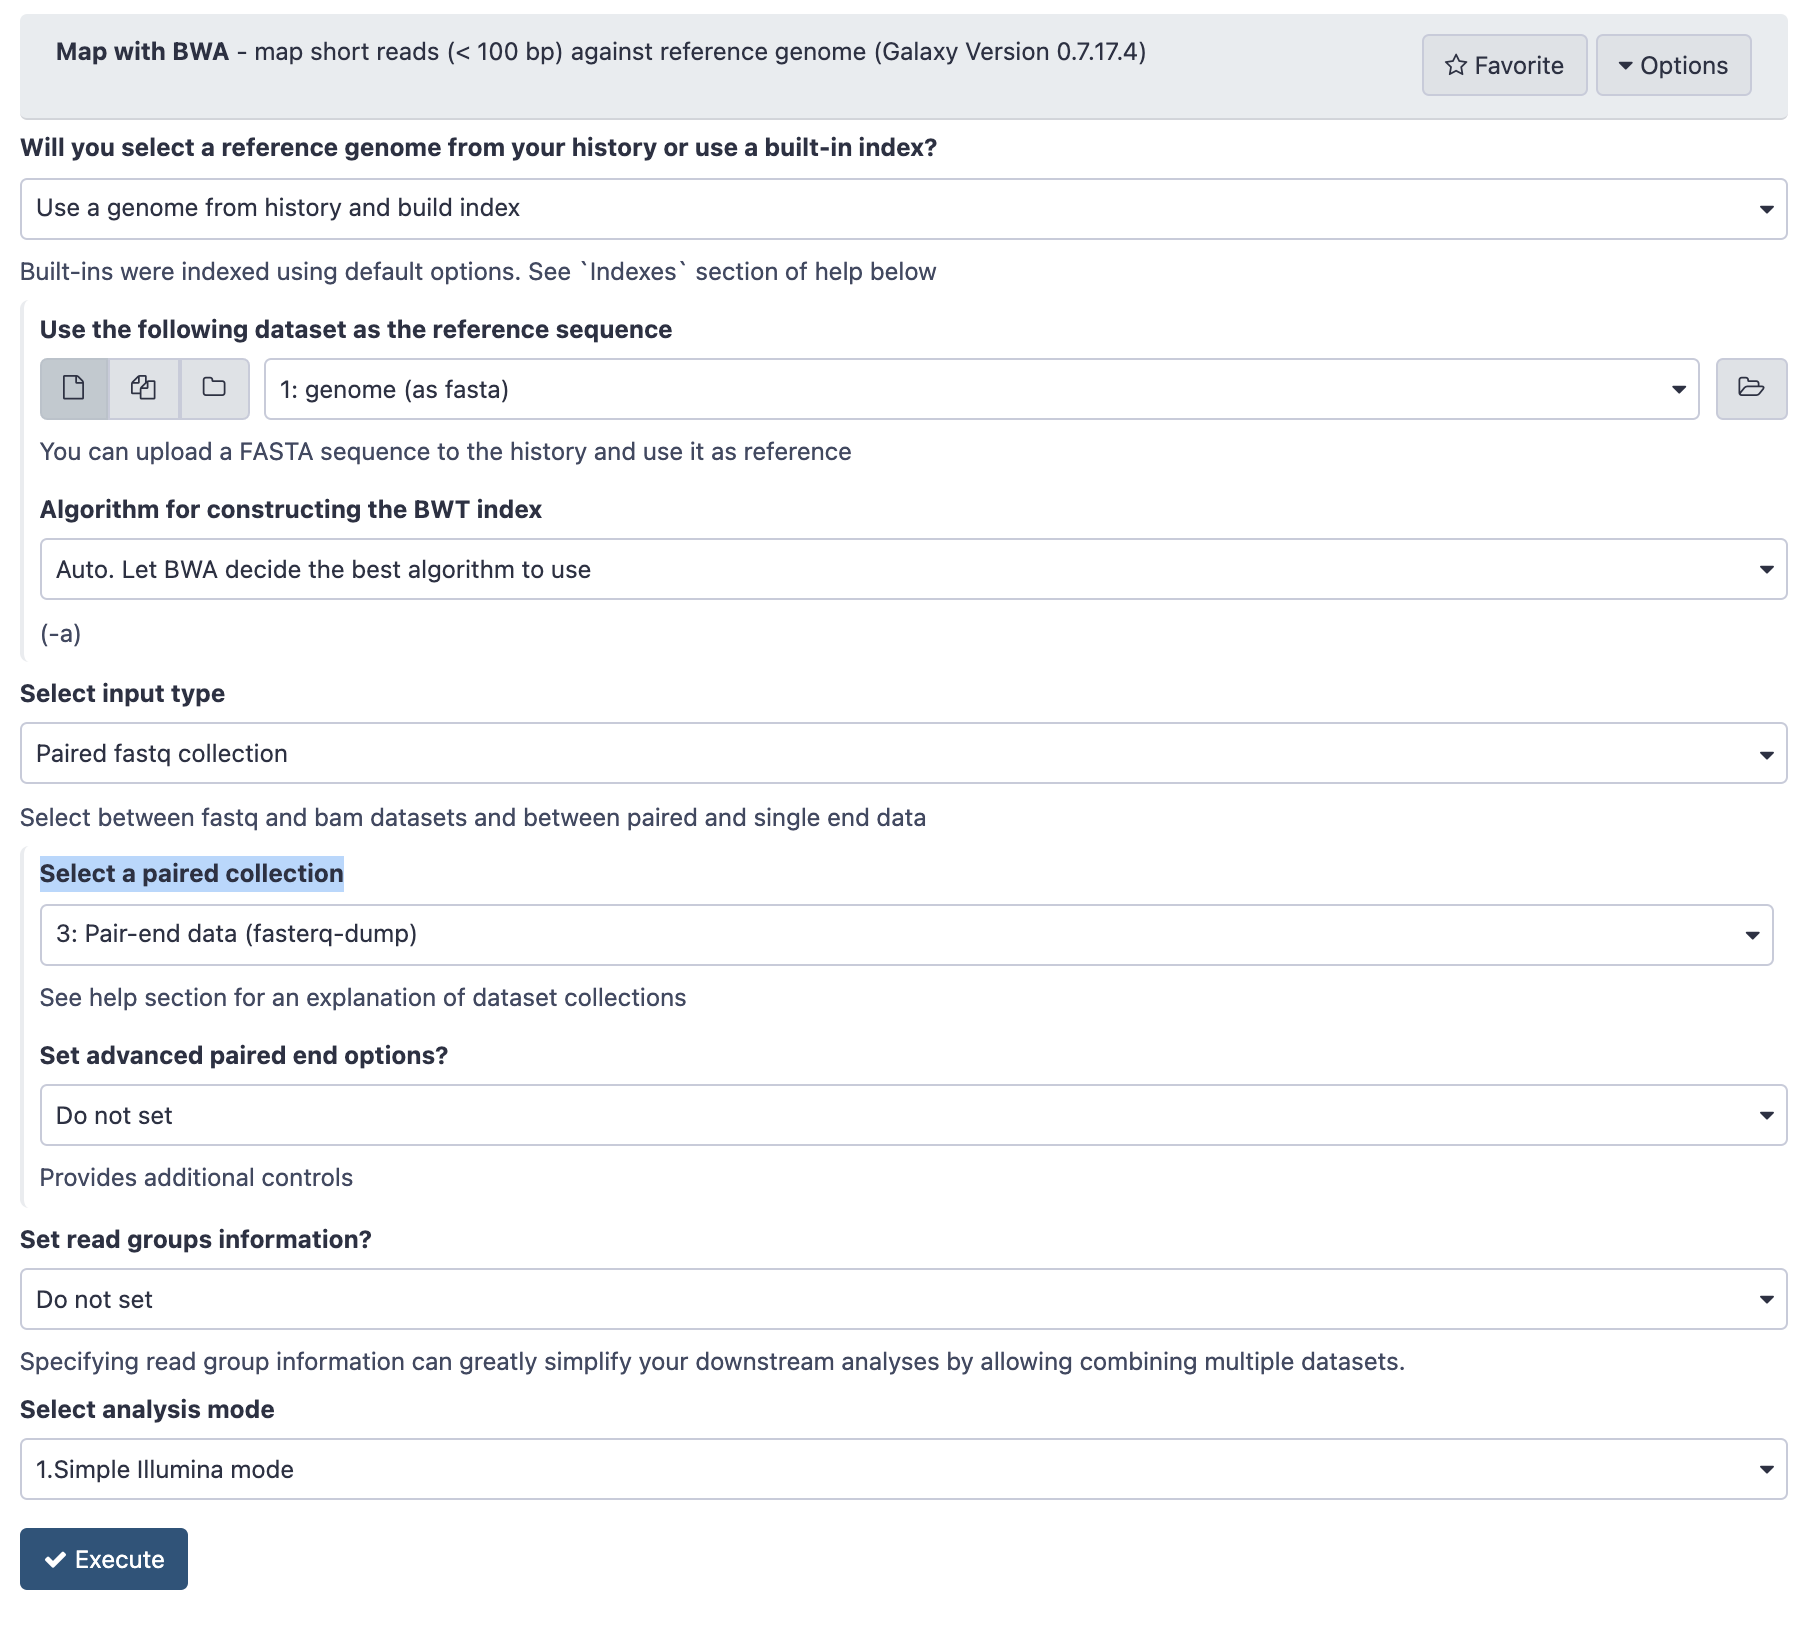 Map with BWA - map short reads (< 100 bp) against reference genome (Galaxy Version 0.7.17.4)
Favorite
Options
Will you select a reference genome from your history or use a built-in index?
Use a genome from history and build index
Built-ins were indexed using default options. See `Indexes` section of help below
Use the following dataset as the reference sequence
1: genome (as fasta)
You can upload a FASTA sequence to the history and use it as reference
Algorithm for constructing the BWT index
Auto. Let BWA decide the best algorithm to use
(-a)
Select input type
Paired fastq collection
Select between fastq and bam datasets and between paired and single end data
Select a paired collection
3: Pair-end data (fasterq-dump)
See help section for an explanation of dataset collections
Set advanced paired end options?
Do not set
Provides additional controls
Set read groups information?
Do not set
Specifying read group information can greatly simplify your downstream analyses by allowing combining multiple datasets.
Select analysis mode
1.Simple Illumina mode
Execute